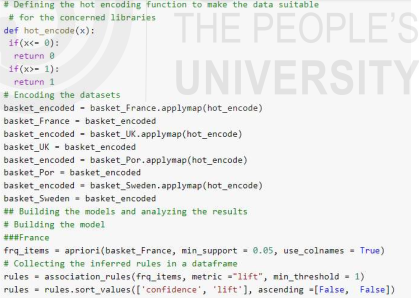 # Defining the hot encoding function to make the data suitable
# for the concerned libraries
def hot_encode(x):
if(x<= 0):
return 0
if(x>= 1):
return 1
# Encoding the datasets
basket_encoded = basket_France.applymap(hot_encode)
basket_France = basket_encoded
basket_encoded = basket_UK.applymap(hot_encode)
basket_UK = basket_encoded
basket_encoded = basket_Por.applymap(hot_encode)
basket_Por = basket_encoded
basket_encoded = basket_Sweden.applymap(hot_encode)
basket_Sweden = basket_encoded
## Building the models and analyzing the results
# Building the model
###France
frq_items = apriori(basket_France, min_support = 0.05, use_colnames = True)
# Collecting the inferred rules in a dataframe
rules = association_rules(frq_items, metric ="lift", min_threshold = 1)
rules = rules.sort_values(['confidence', 'lift'], ascending =[False, False])
THE PEOPLE'S
UNIVERSITY